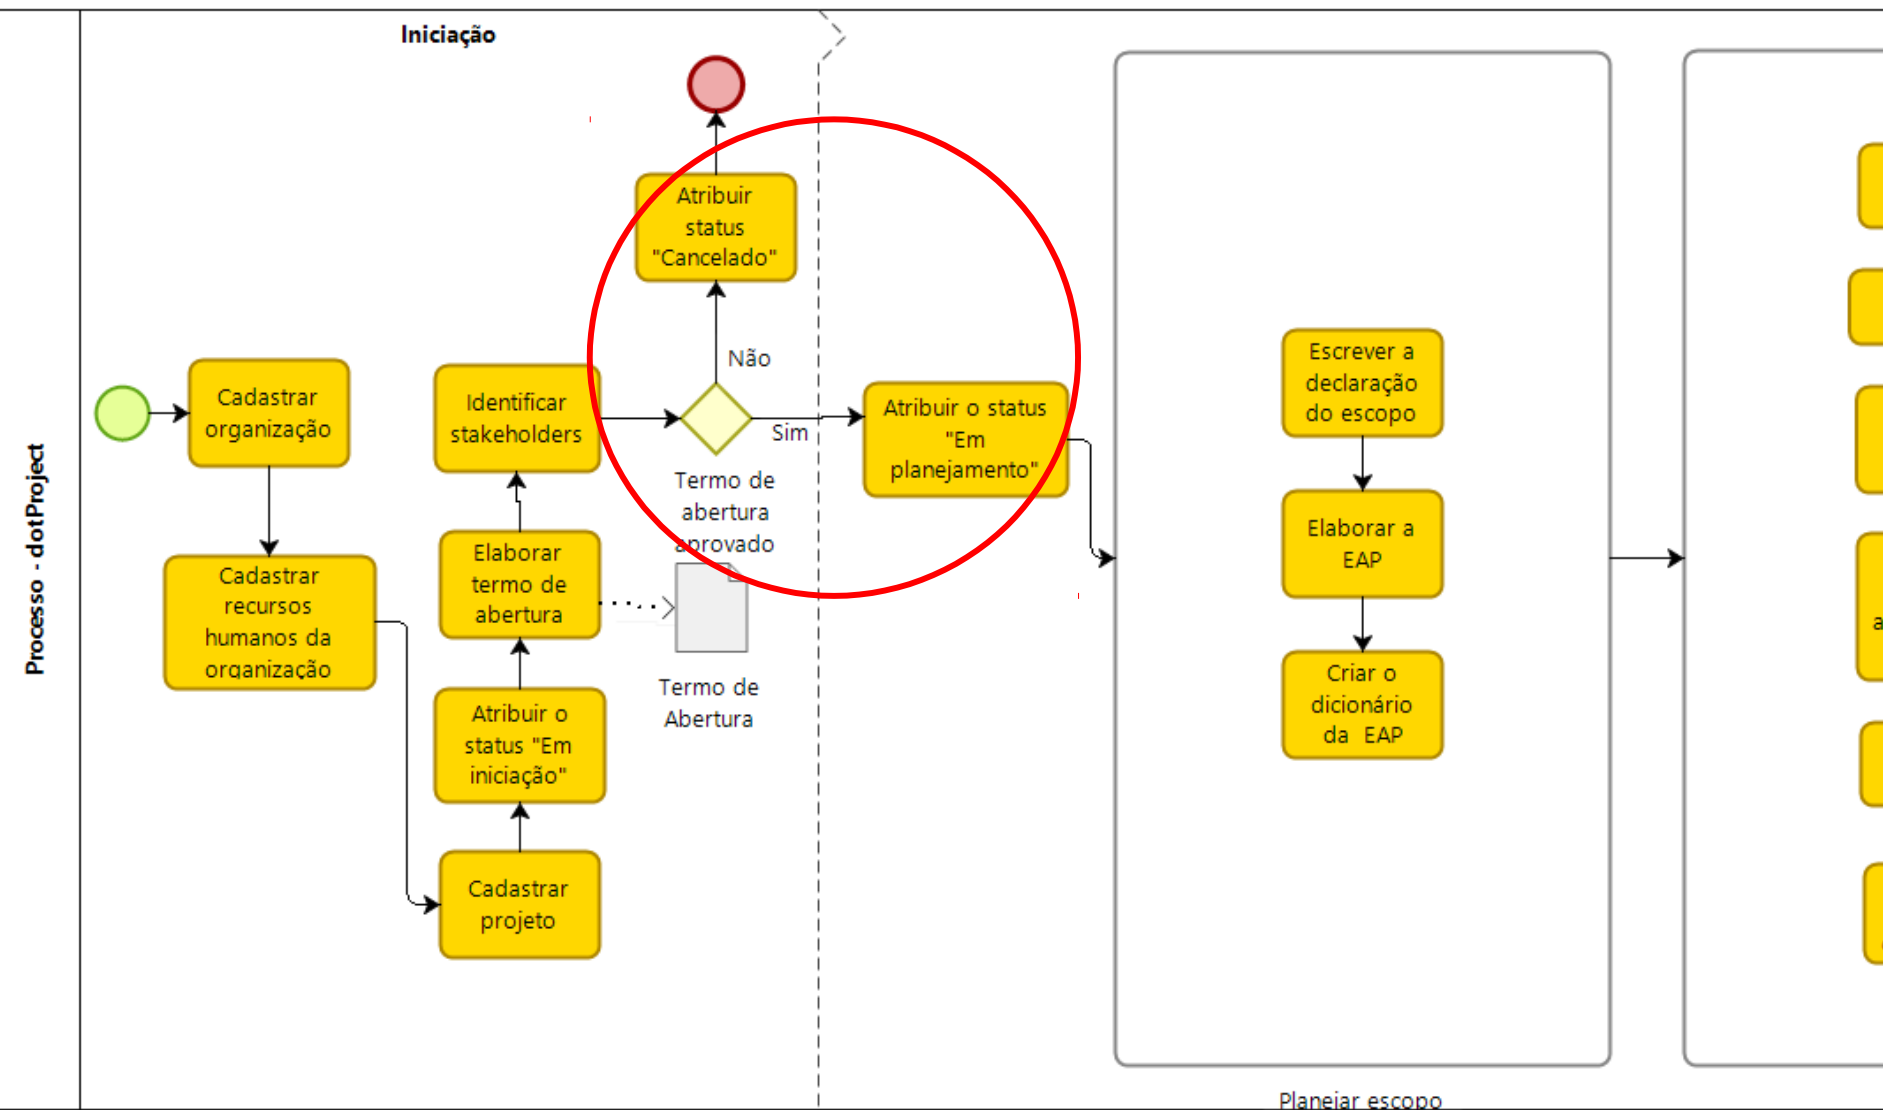 Processo - dotProject
Iniciação
Cadastrar
organização
Cadastrar
recursos
humanos da
organização
Cadastrar
projeto
Atribuir o
status "Em
iniciação"
Elaborar
termo de
abertura
Termo de
Abertura
Identificar
stakeholders
Termo de
abertura
aprovado
Não
Atribuir
status
"Cancelado"
Sim
Atribuir o status
"Em
planejamento"
Escrever a
declaração
do escopo
Elaborar a
EAP
Criar o
dicionário
da EAP
Planejar escopo